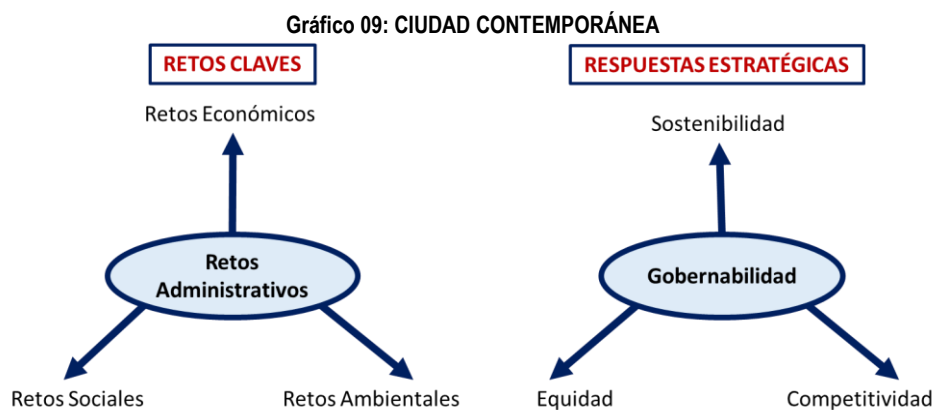 Gráfico 09: CIUDAD CONTEMPORÁNEA
RETOS CLAVES
Retos Económicos
Retos
Administrativos
Retos Sociales
Retos Ambientales
RESPUESTAS ESTRATÉGICAS
Sostenibilidad
Gobernabilidad
Equidad
Competitividad